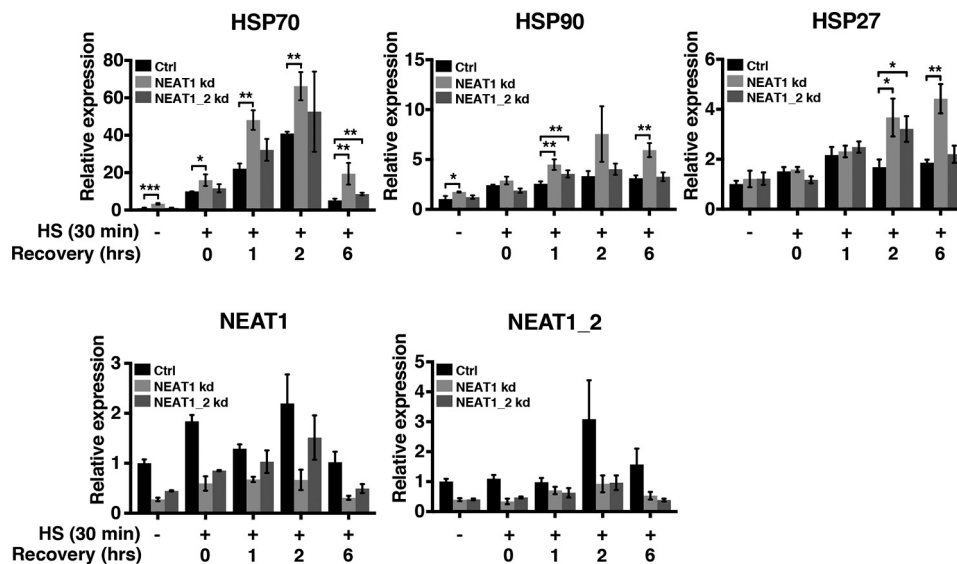 HSP70
Relative expression
80
60
40
20
0
Ctrl
NEAT1 kd
NEAT1_2 kd
***
*
**
**
**
**
HS (30 min) - + + + +
Recovery (hrs) 0 1 2 6
HSP90
Relative expression
15
10
5
0
Ctrl
NEAT1 kd
NEAT1_2 kd
*
**
**
**
- + + + +
0 1 2 6
HSP27
Relative expression
6
4
2
0
Ctrl
NEAT1 kd
NEAT1_2 kd
*
*
**
- + + + +
0 1 2 6
NEAT1
Relative expression
3
2
1
0
Ctrl
NEAT1 kd
NEAT1_2 kd
HS (30 min) - + + + +
Recovery (hrs) 0 1 2 6
NEAT1_2
Relative expression
5
4
3
2
1
0
Ctrl
NEAT1 kd
NEAT1_2 kd
- + + + +
0 1 2 6